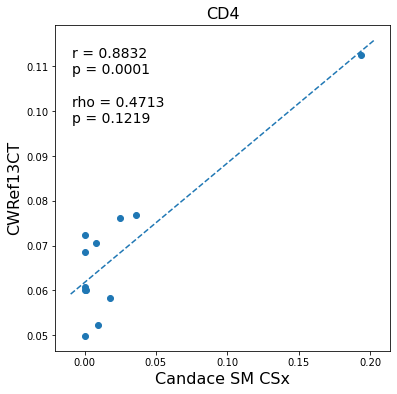 CD4
r = 0.8832
p = 0.0001
rho = 0.4713
p = 0.1219
0.11
0.10
0.09
0.08
0.07
0.06
0.05
CWRef13CT
0.00 0.05 0.10 0.15 0.20
Candace SM CSx